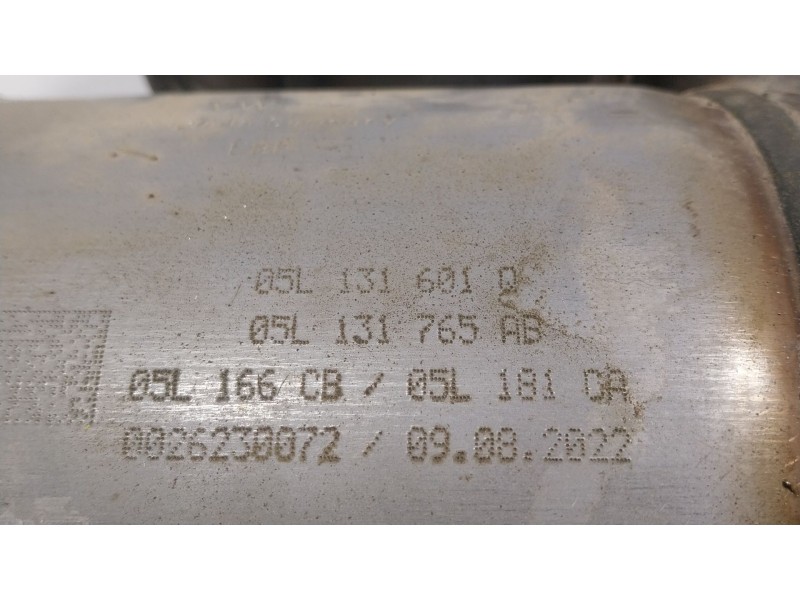 05L 131 601 D
05L 131 765 AB
05L 166 CB / 05L 181 CA
0026230072 / 09.08.2022